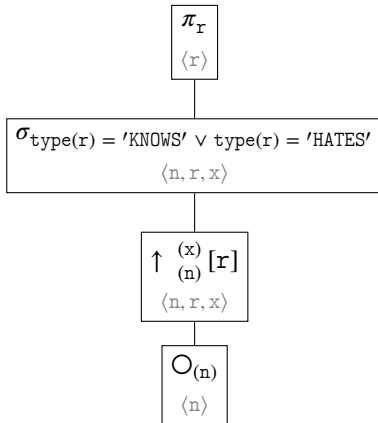 π_r
⟨r⟩
σ_type(r) = 'KNOWS' ∨ type(r) = 'HATES'
⟨n, r, x⟩
↑ (x) (n) [r]
⟨n, r, x⟩
○(n)
⟨n⟩